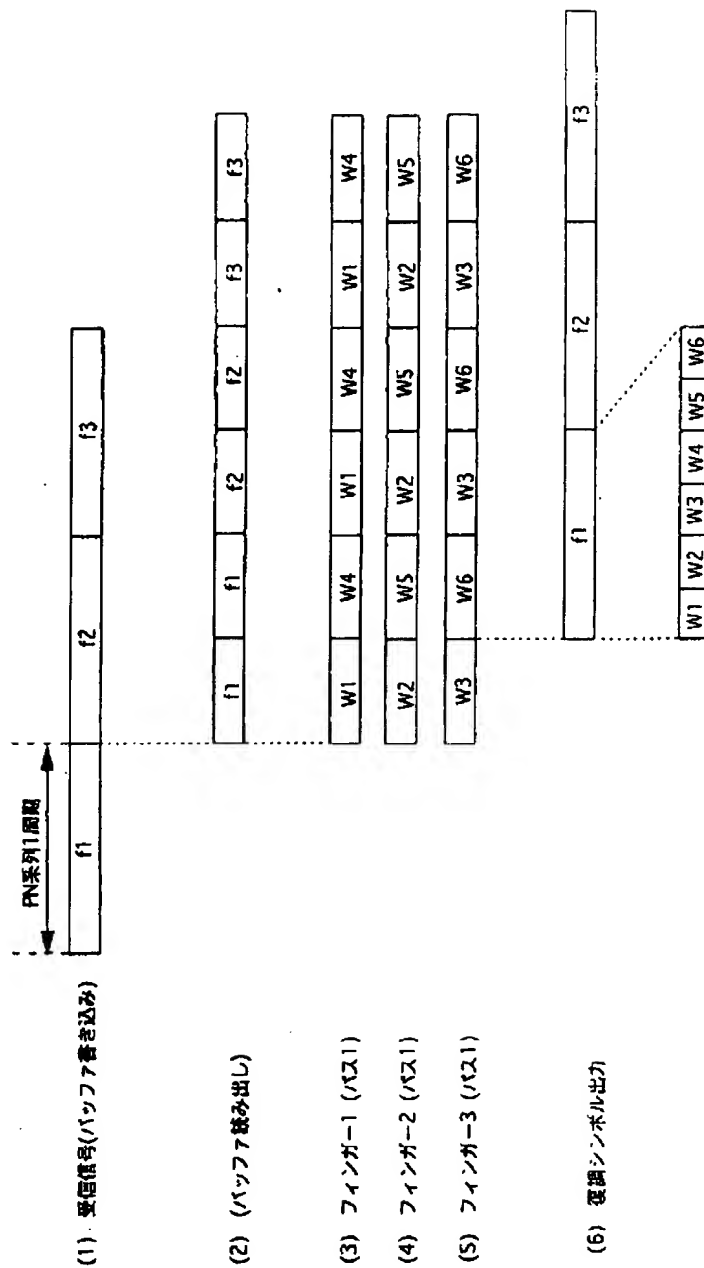 PN系列1周期
(1) 受信信号(バッファ書き込み) f1 f2 f3
(2) (バッファ読み出し) f1 f1 f2 f2 f3 f3
(3) フィンガー1 (パス1) W1 W4 W1 W4 W1 W4
(4) フィンガー2 (パス1) W2 W5 W2 W5 W2 W5
(5) フィンガー3 (パス1) W3 W6 W3 W6 W3 W6
(6) 復調シンボル出力 f1 f2 f3
W1 W2 W3 W4 W5 W6